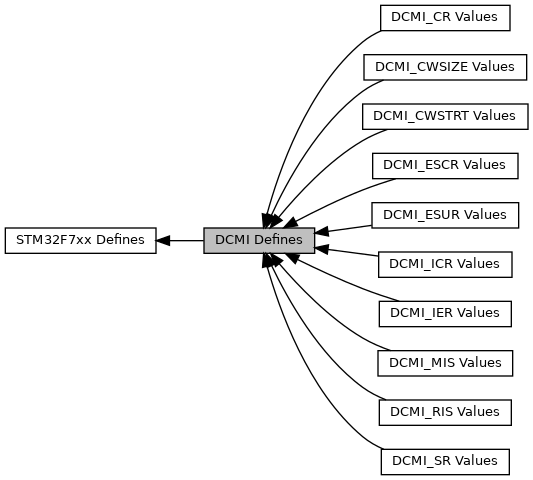 DCMI_CR Values
DCMI_CWSIZE Values
DCMI_CWSTRT Values
DCMI_ESCR Values
DCMI_ESUR Values
STM32F7xx Defines
DCMI Defines
DCMI_ICR Values
DCMI_IER Values
DCMI_MIS Values
DCMI_RIS Values
DCMI_SR Values